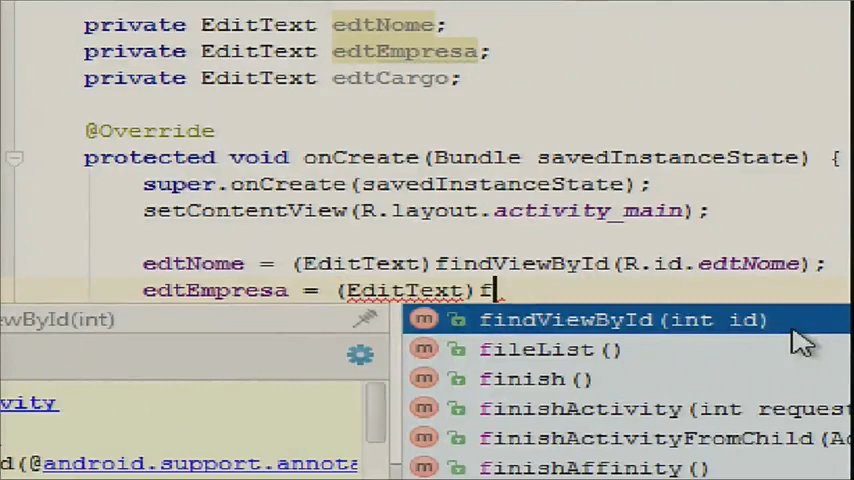 private EditText edtNome;
private EditText edtEmpresa;
private EditText edtCargo;
@Override
protected void onCreate(Bundle savedInstanceState) {
super.onCreate(savedInstanceState);
setContentView(R.layout.activity_main);
edtNome = (EditText)findViewById(R.id.edtNome);
edtEmpresa = (EditText)f
ewById(int)
m findViewById(int id)
m fileList()
m finish()
vity
m finishActivity(int request
m finishActivityFromChild(Ac
d(@android.support.annota
m finishAffinity()